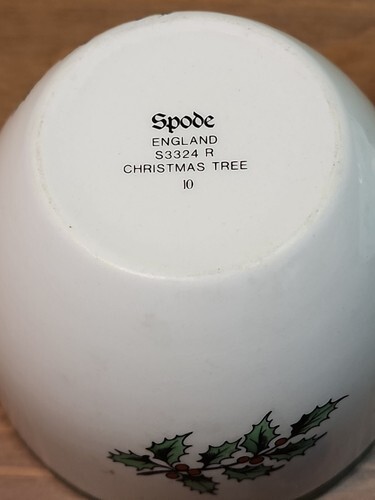 Spode
ENGLAND
S3324 R
CHRISTMAS TREE
10